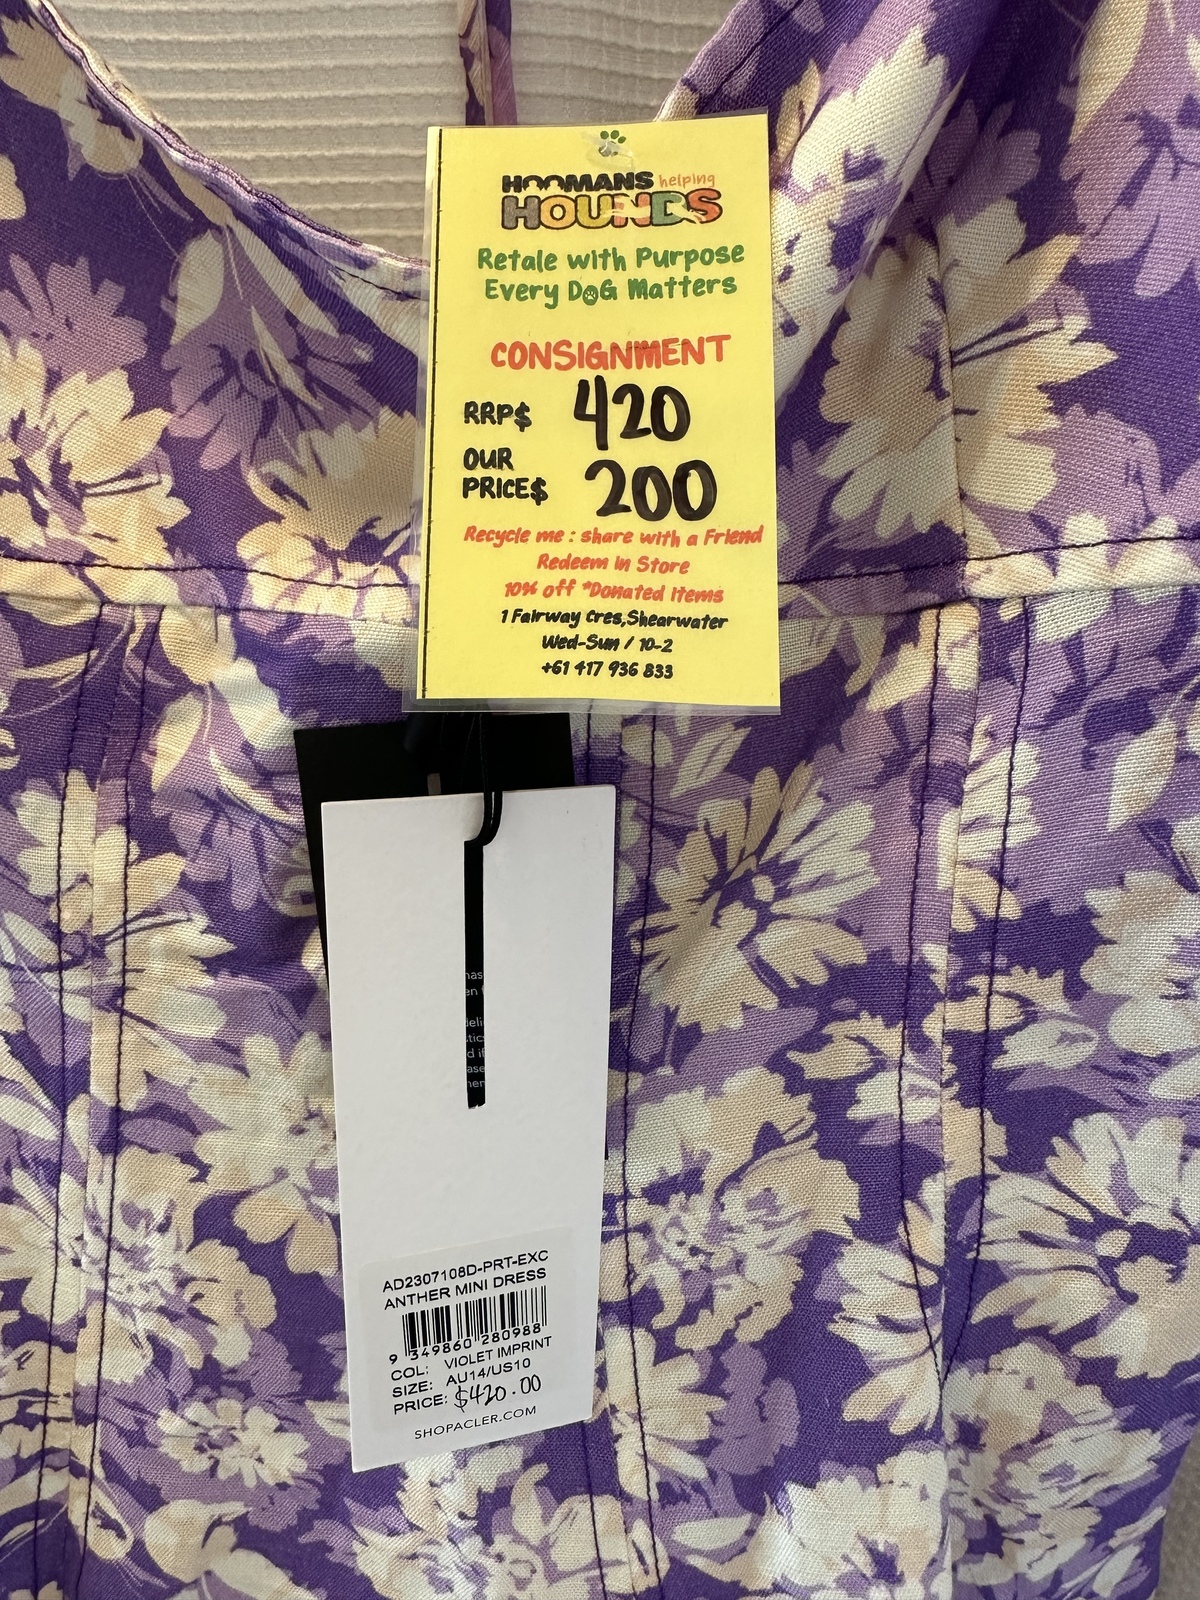 HOOMANS helping
HOUNDS
Retale with Purpose
Every DoG Matters
CONSIGNMENT
RRP$ 420
OUR
PRICE$ 200
Recycle me : share with a Friend
Redeem in Store
10% off *Donated Items
1 Fairway Cres,Shearwater
Wed-Sun / 10-2
+61 417 936 833
AD2307108D-PRT-EXC
ANTHER MINI DRESS
9 349860 280988
COL: VIOLET IMPRINT
SIZE: AU14/US10
PRICE: $420.00
SHOPACLER.COM